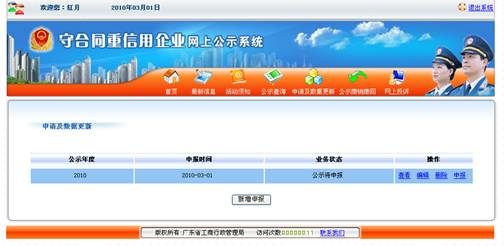 欢迎您：红月 2010年03月01日 退出系统
守合同重信用企业网上公示系统
首页 最新信息 活动须知 公示查询 申请及数据更新 公示撤销撤回 网上投诉
申请及数据更新
公示年度 申报时间 业务状态 操作
2010 2010-03-01 公示待申报 查看 编辑 删除 申报
新增申报
版权所有:广东省工商行政管理局 访问次数00000011 联系我们